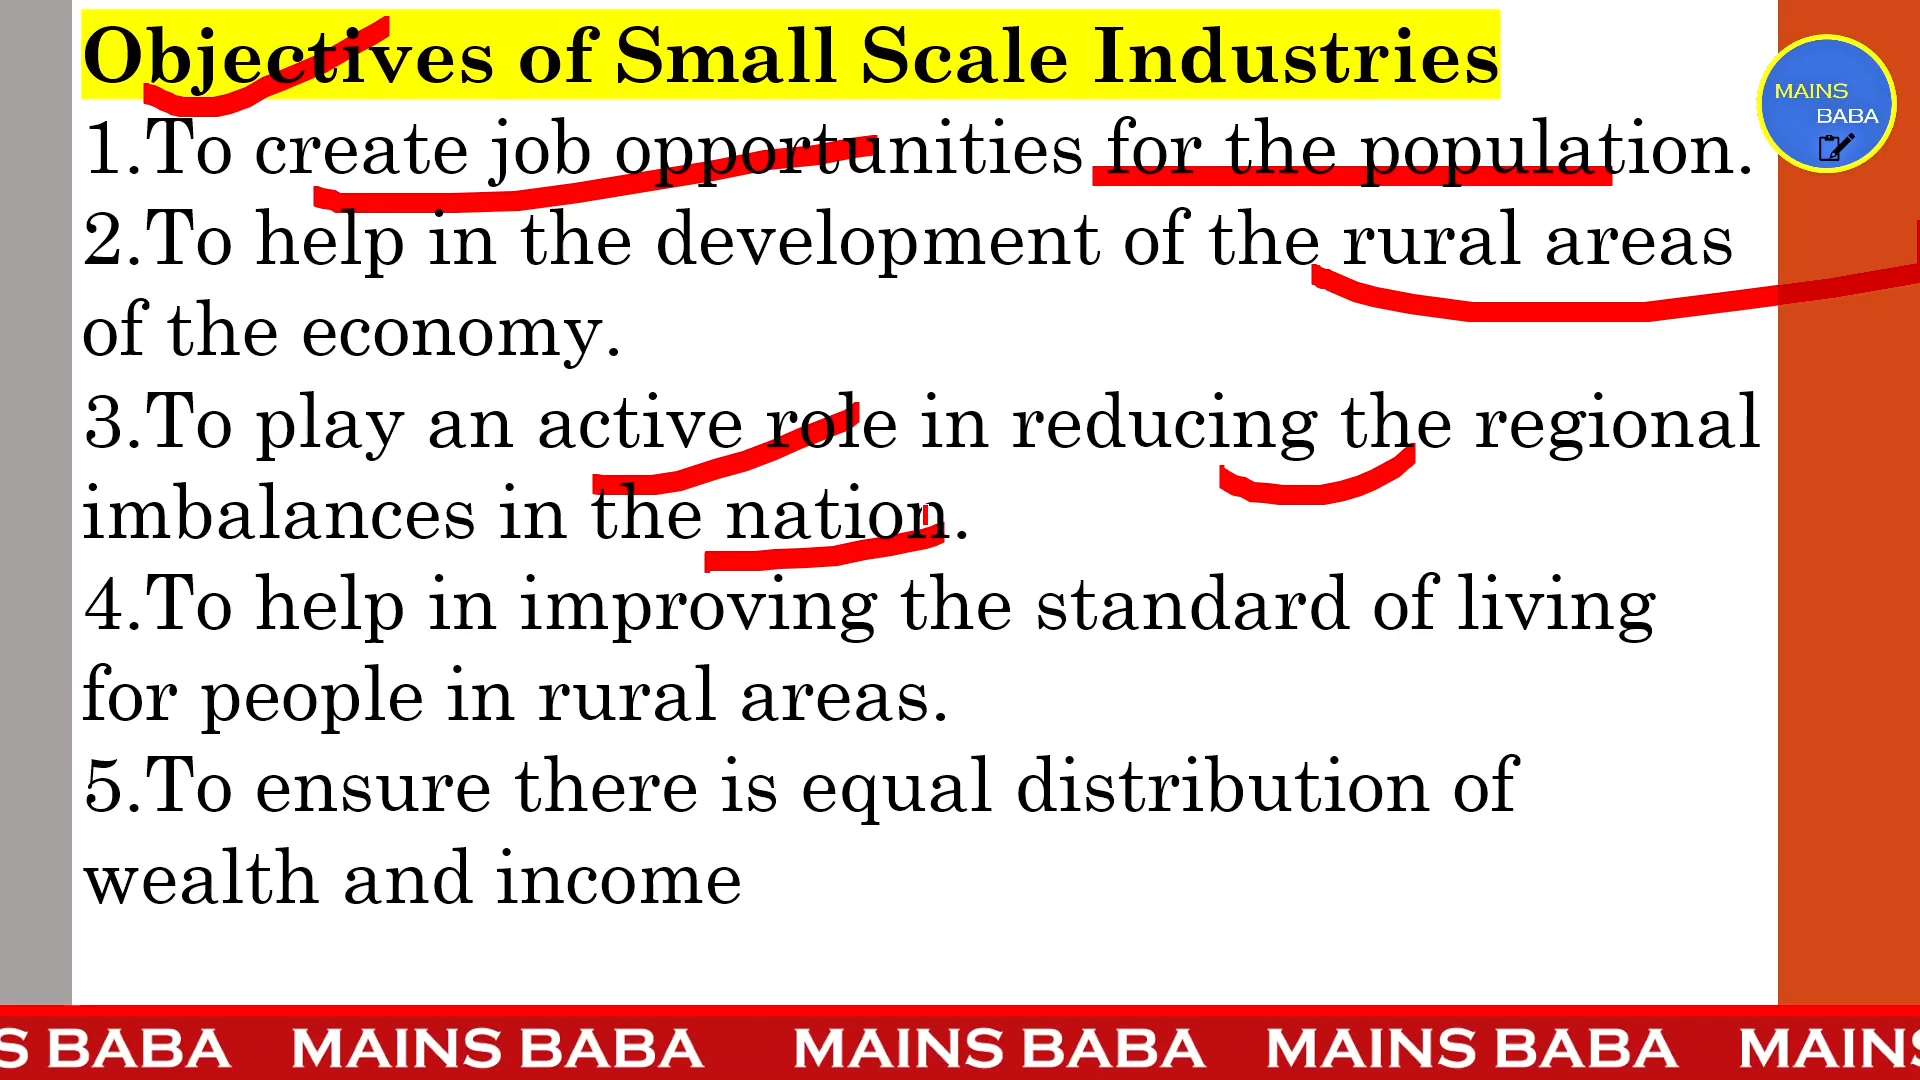 Objectives of Small Scale Industries
MAINS
BABA
1.To create job opportunities for the population.
2.To help in the development of the rural areas
of the economy.
3.To play an active role in reducing the regional
imbalances in the nation.
4.To help in improving the standard of living
for people in rural areas.
5.To ensure there is equal distribution of
wealth and income
S BABA MAINS BABA MAINS BABA MAINS BABA MAINS